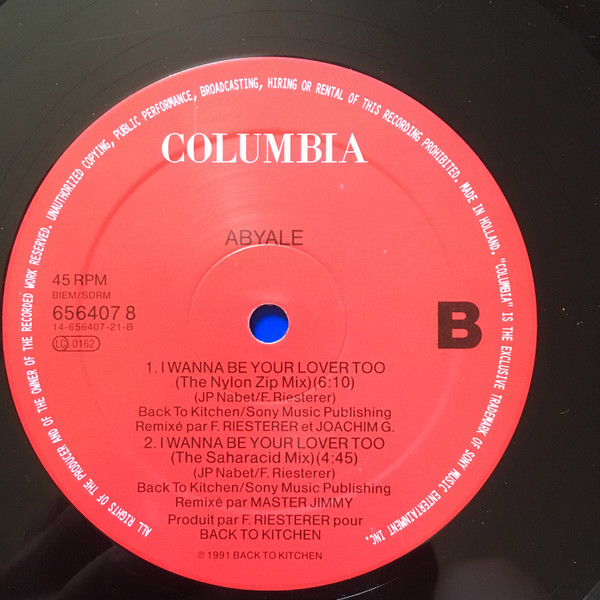 ALL RIGHTS OF THE PRODUCER AND OF THE OWNER OF THE RECORDED WORK RESERVED. UNAUTHORIZED COPYING, PUBLIC PERFORMANCE, BROADCASTING, HIRING OR RENTAL OF THIS RECORDING PROHIBITED. MADE IN HOLLAND. "COLUMBIA" IS THE EXCLUSIVE TRADEMARK OF SONY MUSIC ENTERTAINMENT INC.
COLUMBIA
ABYALE
45 RPM
BIEM/SDRM
656407 8
14-656407-21-B
LC 0162
B
1. I WANNA BE YOUR LOVER TOO
(The Nylon Zip Mix)(6:10)
(JP Nabet/F. Riesterer)
Back To Kitchen/Sony Music Publishing
Remixé par F. RIESTERER et JOACHIM G.
2. I WANNA BE YOUR LOVER TOO
(The Saharacid Mix)(4:45)
(JP Nabet/F. Riesterer)
Back To Kitchen/Sony Music Publishing
Remixé par MASTER JIMMY
Produit par F. RIESTERER pour
BACK TO KITCHEN
℗ 1991 BACK TO KITCHEN